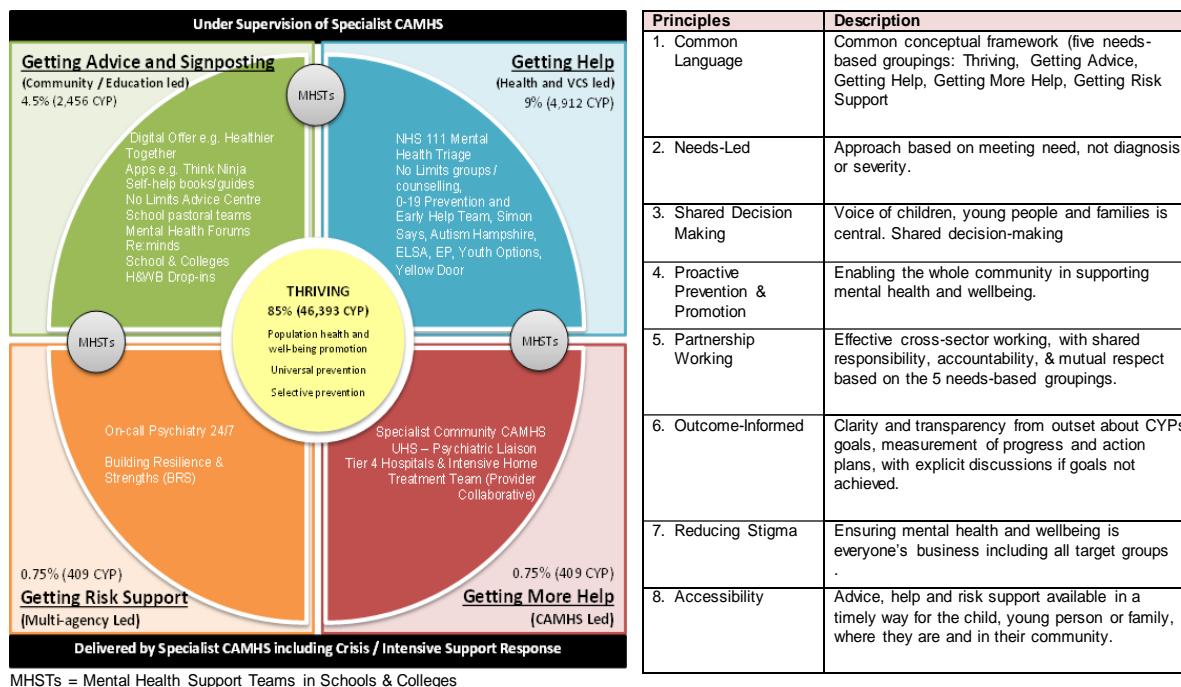 Under Supervision of Specialist CAMHS
Getting Advice and Signposting
(Community / Education led)
4.5% (2,456 CYP)
MHSTs
Getting Help
(Health and VCS led)
9% (4,912 CYP)
Digital Offer e.g. Healthier
Together
Apps e.g. Think Ninja
Self-help books/guides
No Limits Advice Centre
School pastoral teams
Mental Health Forums
Re:minds
School & Colleges
H&WB Drop-ins
NHS 111 Mental
Health Triage
No Limits groups/
counselling,
0-19 Prevention and
Early Help Team, Simon
Says, Autism Hampshire,
ELSA, EP, Youth Options,
Yellow Door
THRIVING
85% (46,393 CYP)
Population health and
well-being promotion
Universal prevention
Selective prevention
MHSTs
MHSTs
On-call Psychiatry 24/7
Building Resilience &
Strengths (BRS)
Specialist Community CAMHS
UHS – Psychiatric Liaison
Tier 4 Hospitals & Intensive Home
Treatment Team (Provider
Collaborative)
0.75% (409 CYP)
Getting Risk Support
(Multi-agency Led)
0.75% (409 CYP)
Getting More Help
(CAMHS Led)
Delivered by Specialist CAMHS including Crisis / Intensive Support Response
MHSTs = Mental Health Support Teams in Schools & Colleges
Principles
Description
1. Common
Language
Common conceptual framework (five needs-
based groupings: Thriving, Getting Advice,
Getting Help, Getting More Help, Getting Risk
Support
2. Needs-Led
Approach based on meeting need, not diagnosis
or severity.
3. Shared Decision
Making
Voice of children, young people and families is
central. Shared decision-making
4. Proactive
Prevention &
Promotion
Enabling the whole community in supporting
mental health and wellbeing.
5. Partnership
Working
Effective cross-sector working, with shared
responsibility, accountability, & mutual respect
based on the 5 needs-based groupings.
6. Outcome-Informed
Clarity and transparency from outset about CYPs
goals, measurement of progress and action
plans, with explicit discussions if goals not
achieved.
7. Reducing Stigma
Ensuring mental health and wellbeing is
everyone's business including all target groups
.
8. Accessibility
Advice, help and risk support available in a
timely way for the child, young person or family,
where they are and in their community.